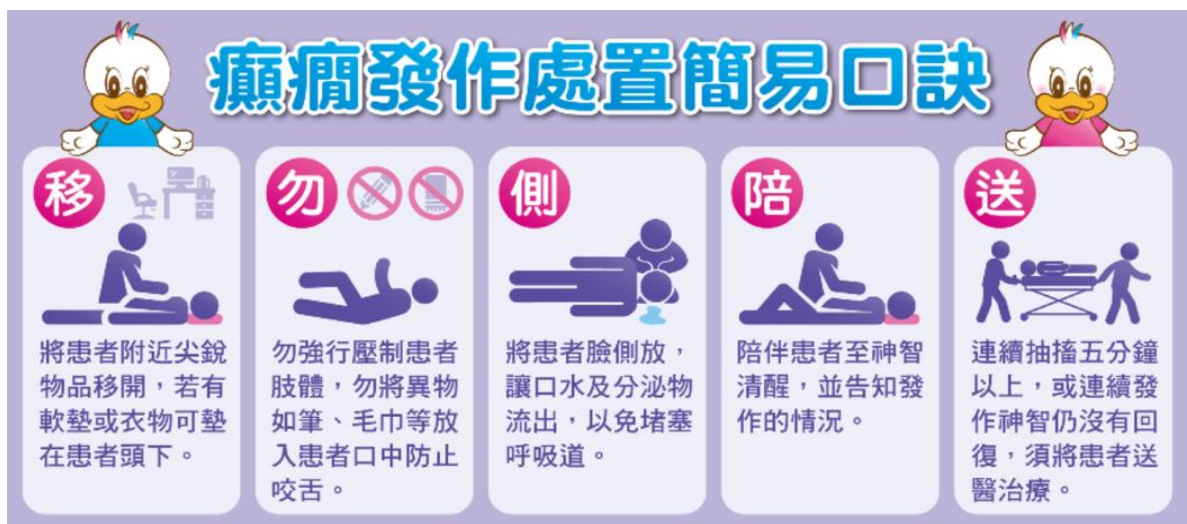 癲癇發作處置簡易口訣
移
將患者附近尖銳
物品移開，若有
軟墊或衣物可墊
在患者頭下。
勿
勿強行壓制患者
肢體，勿將異物
如筆、毛巾等放
入患者口中防止
咬舌。
側
將患者臉側放，
讓口水及分泌物
流出，以免堵塞
呼吸道。
陪
陪伴患者至神智
清醒，並告知發
作的情況。
送
連續抽搐五分鐘
以上，或連續發
作神智仍沒有回
復，須將患者送
醫治療。